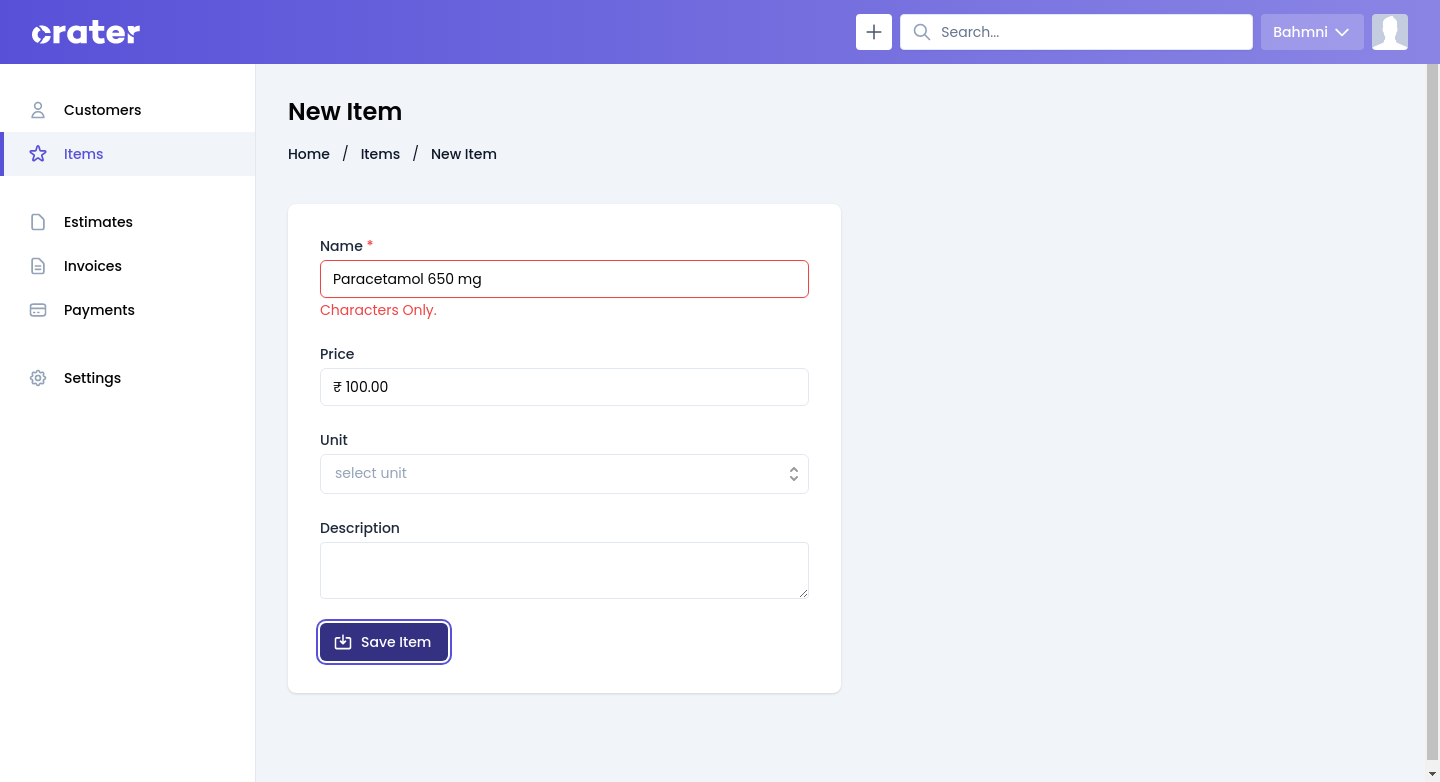 crater
Search...
Bahmni
Customers
Items
Estimates
Invoices
Payments
Settings
New Item
Home / Items / New Item
Name *
Paracetamol 650 mg
Characters Only.
Price
₹ 100.00
Unit
select unit
Description
Save Item